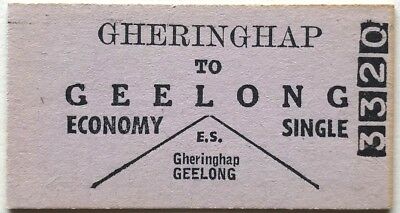 GHERINGHAP
TO
GEELONG
ECONOMY SINGLE
E.S.
Gheringhap
GEELONG
3320